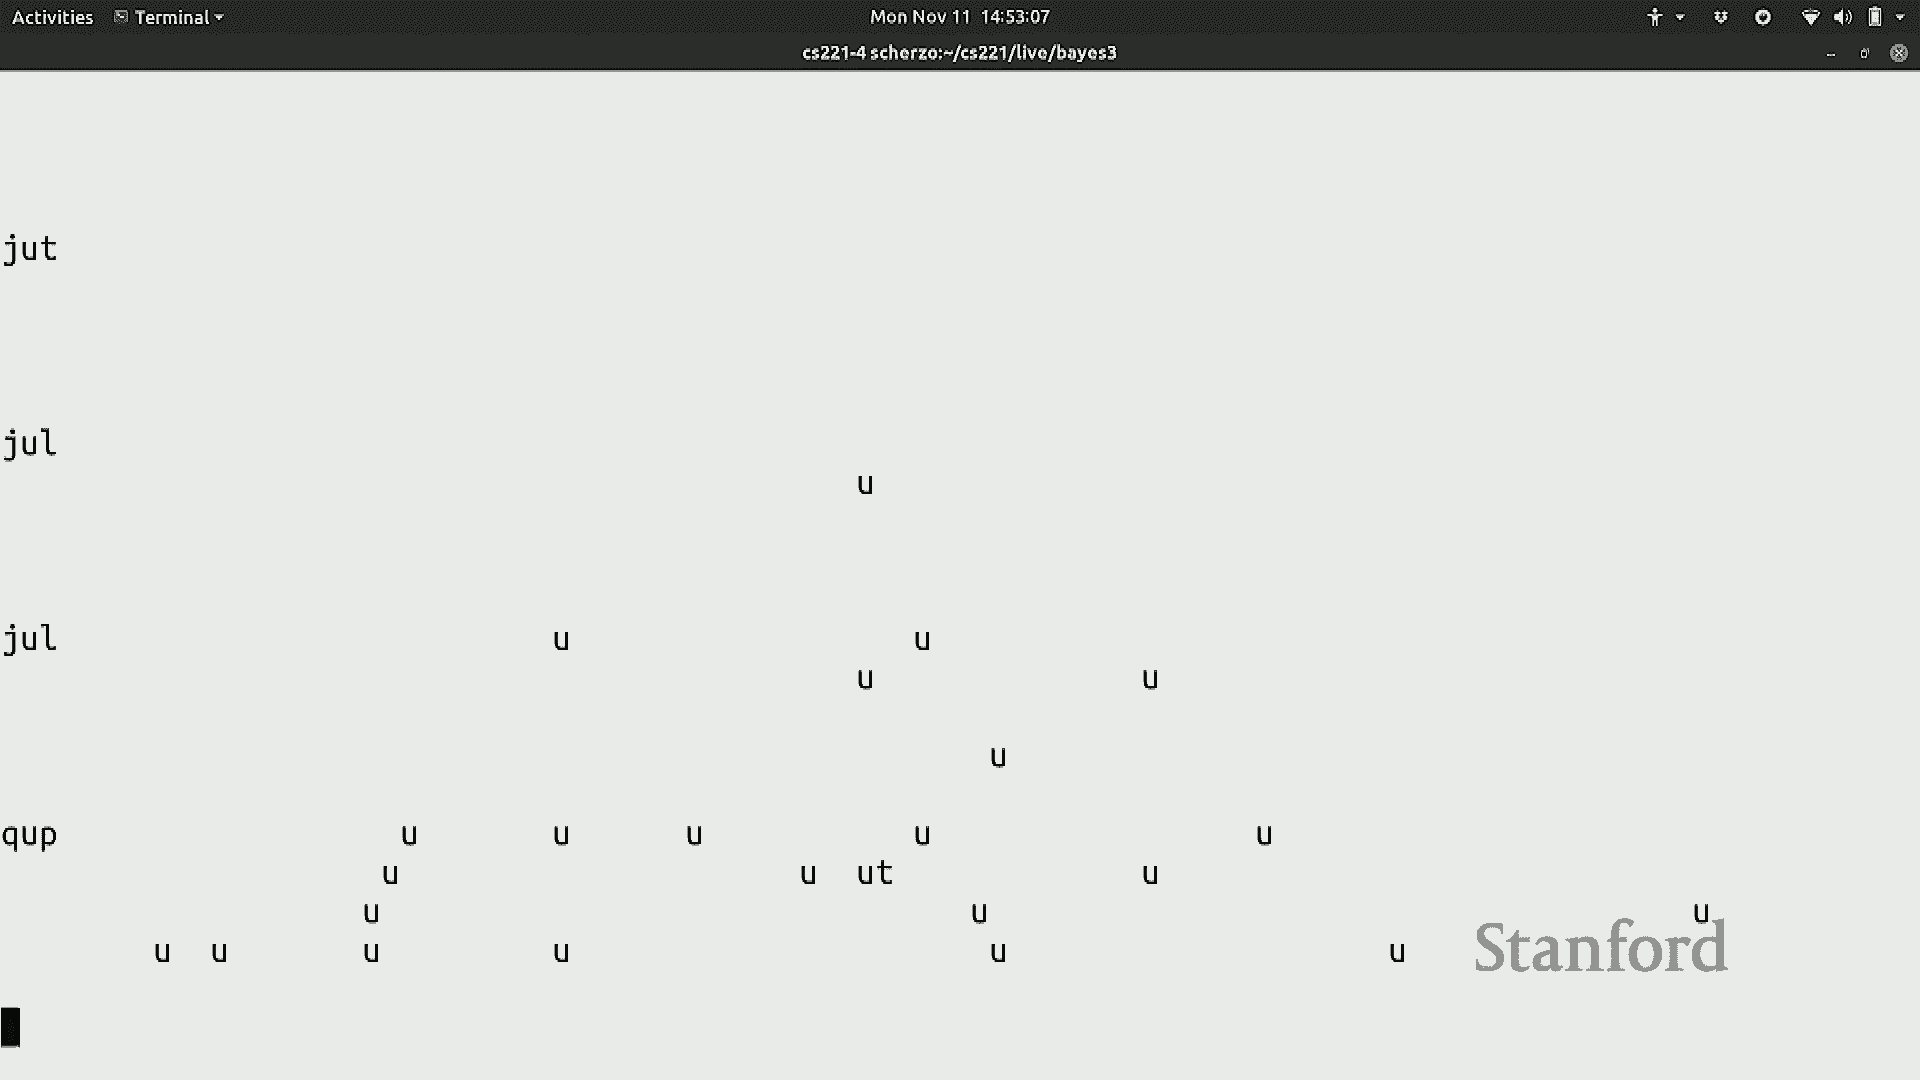 Activities Terminal Mon Nov 11 14:53:07
cs221-4 scherzo:~/cs221/live/bayes3
jut
jul
u
jul u u
u u
u
qup u u u u u
u u ut u
u u u
u u u u u u
Stanford